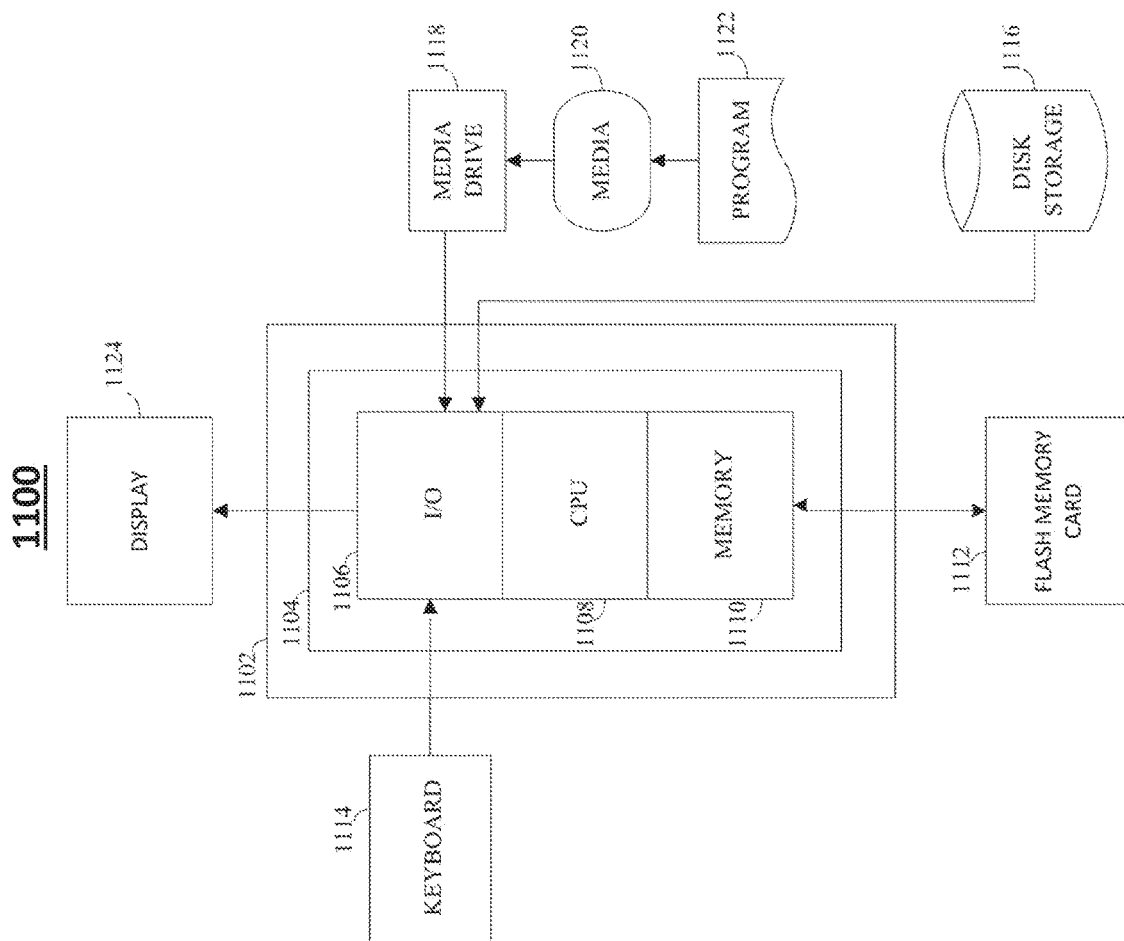 1100
1124
DISPLAY
1118
MEDIA
DRIVE
1120
MEDIA
1122
PROGRAM
1116
DISK
STORAGE
1102
1104
1106
I/O
CPU
1108
MEMORY
1110
1114
KEYBOARD
1112
FLASH MEMORY
CARD